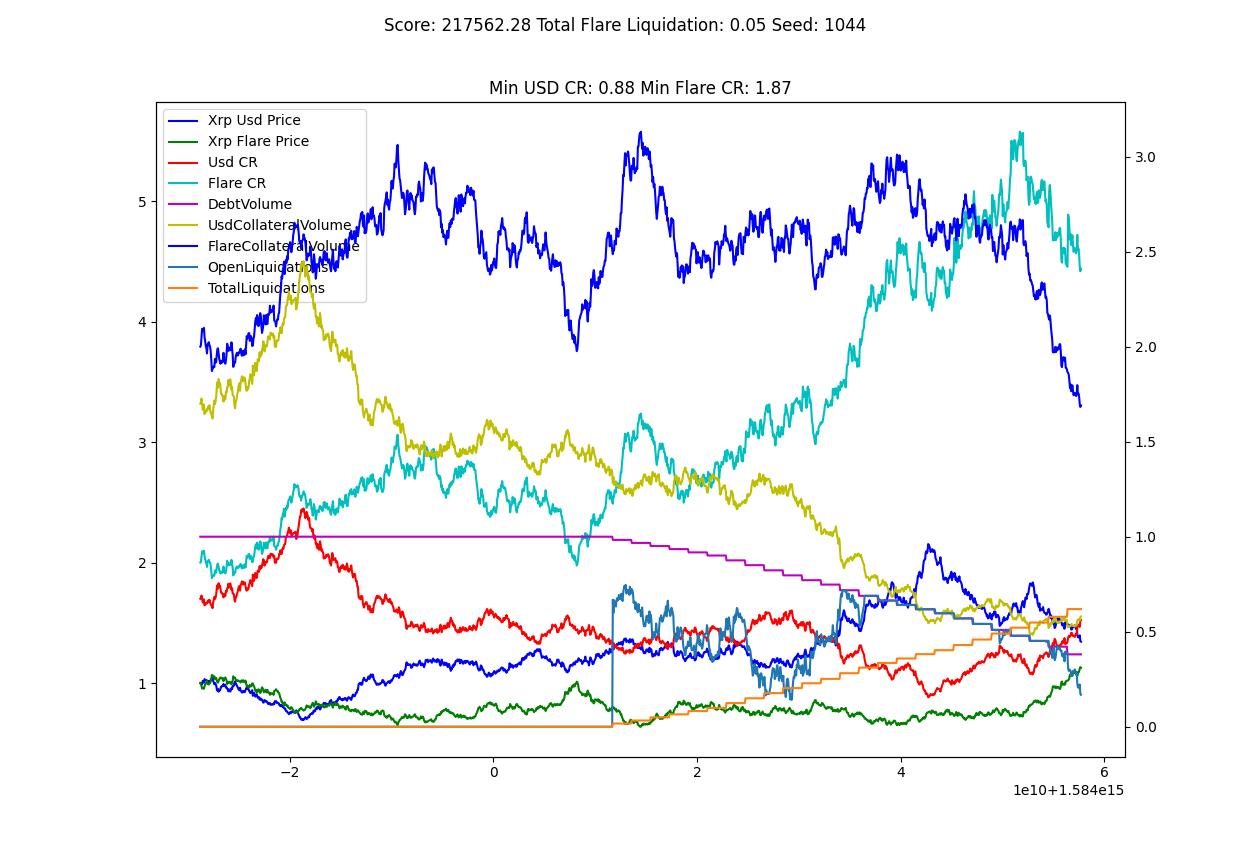 Score: 217562.28 Total Flare Liquidation: 0.05 Seed: 1044
Min USD CR: 0.88 Min Flare CR: 1.87
Xrp Usd Price
Xrp Flare Price
Usd CR
Flare CR
DebtVolume
UsdCollateralVolume
FlareCollateralVolume
OpenLiquidations
TotalLiquidations
5
4
3
2
1
3.0
2.5
2.0
1.5
1.0
0.5
0.0
−2
0
2
4
6
1e10+1.584e15